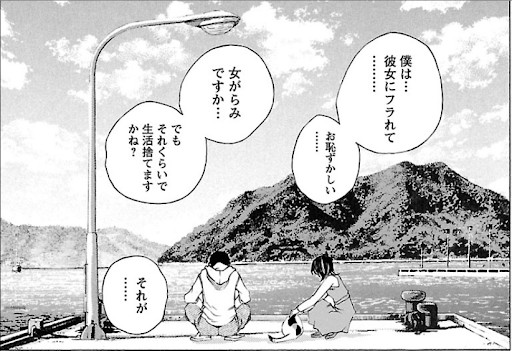 僕は…
彼女にフラれて
…………
お恥ずかしい
……
女がらみ
ですか…
でも
それくらいで
生活捨てます
かね?
それが
……